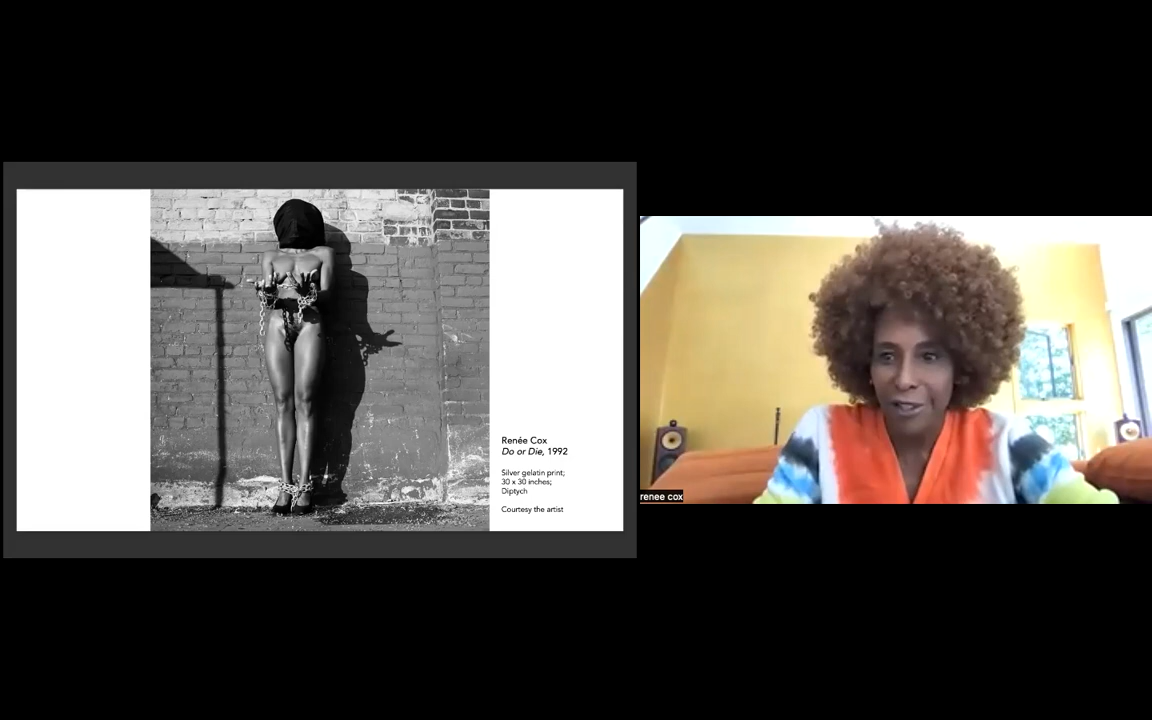 Renée Cox
Do or Die, 1992
Silver gelatin print;
30 x 30 inches;
Diptych
Courtesy the artist
renee cox